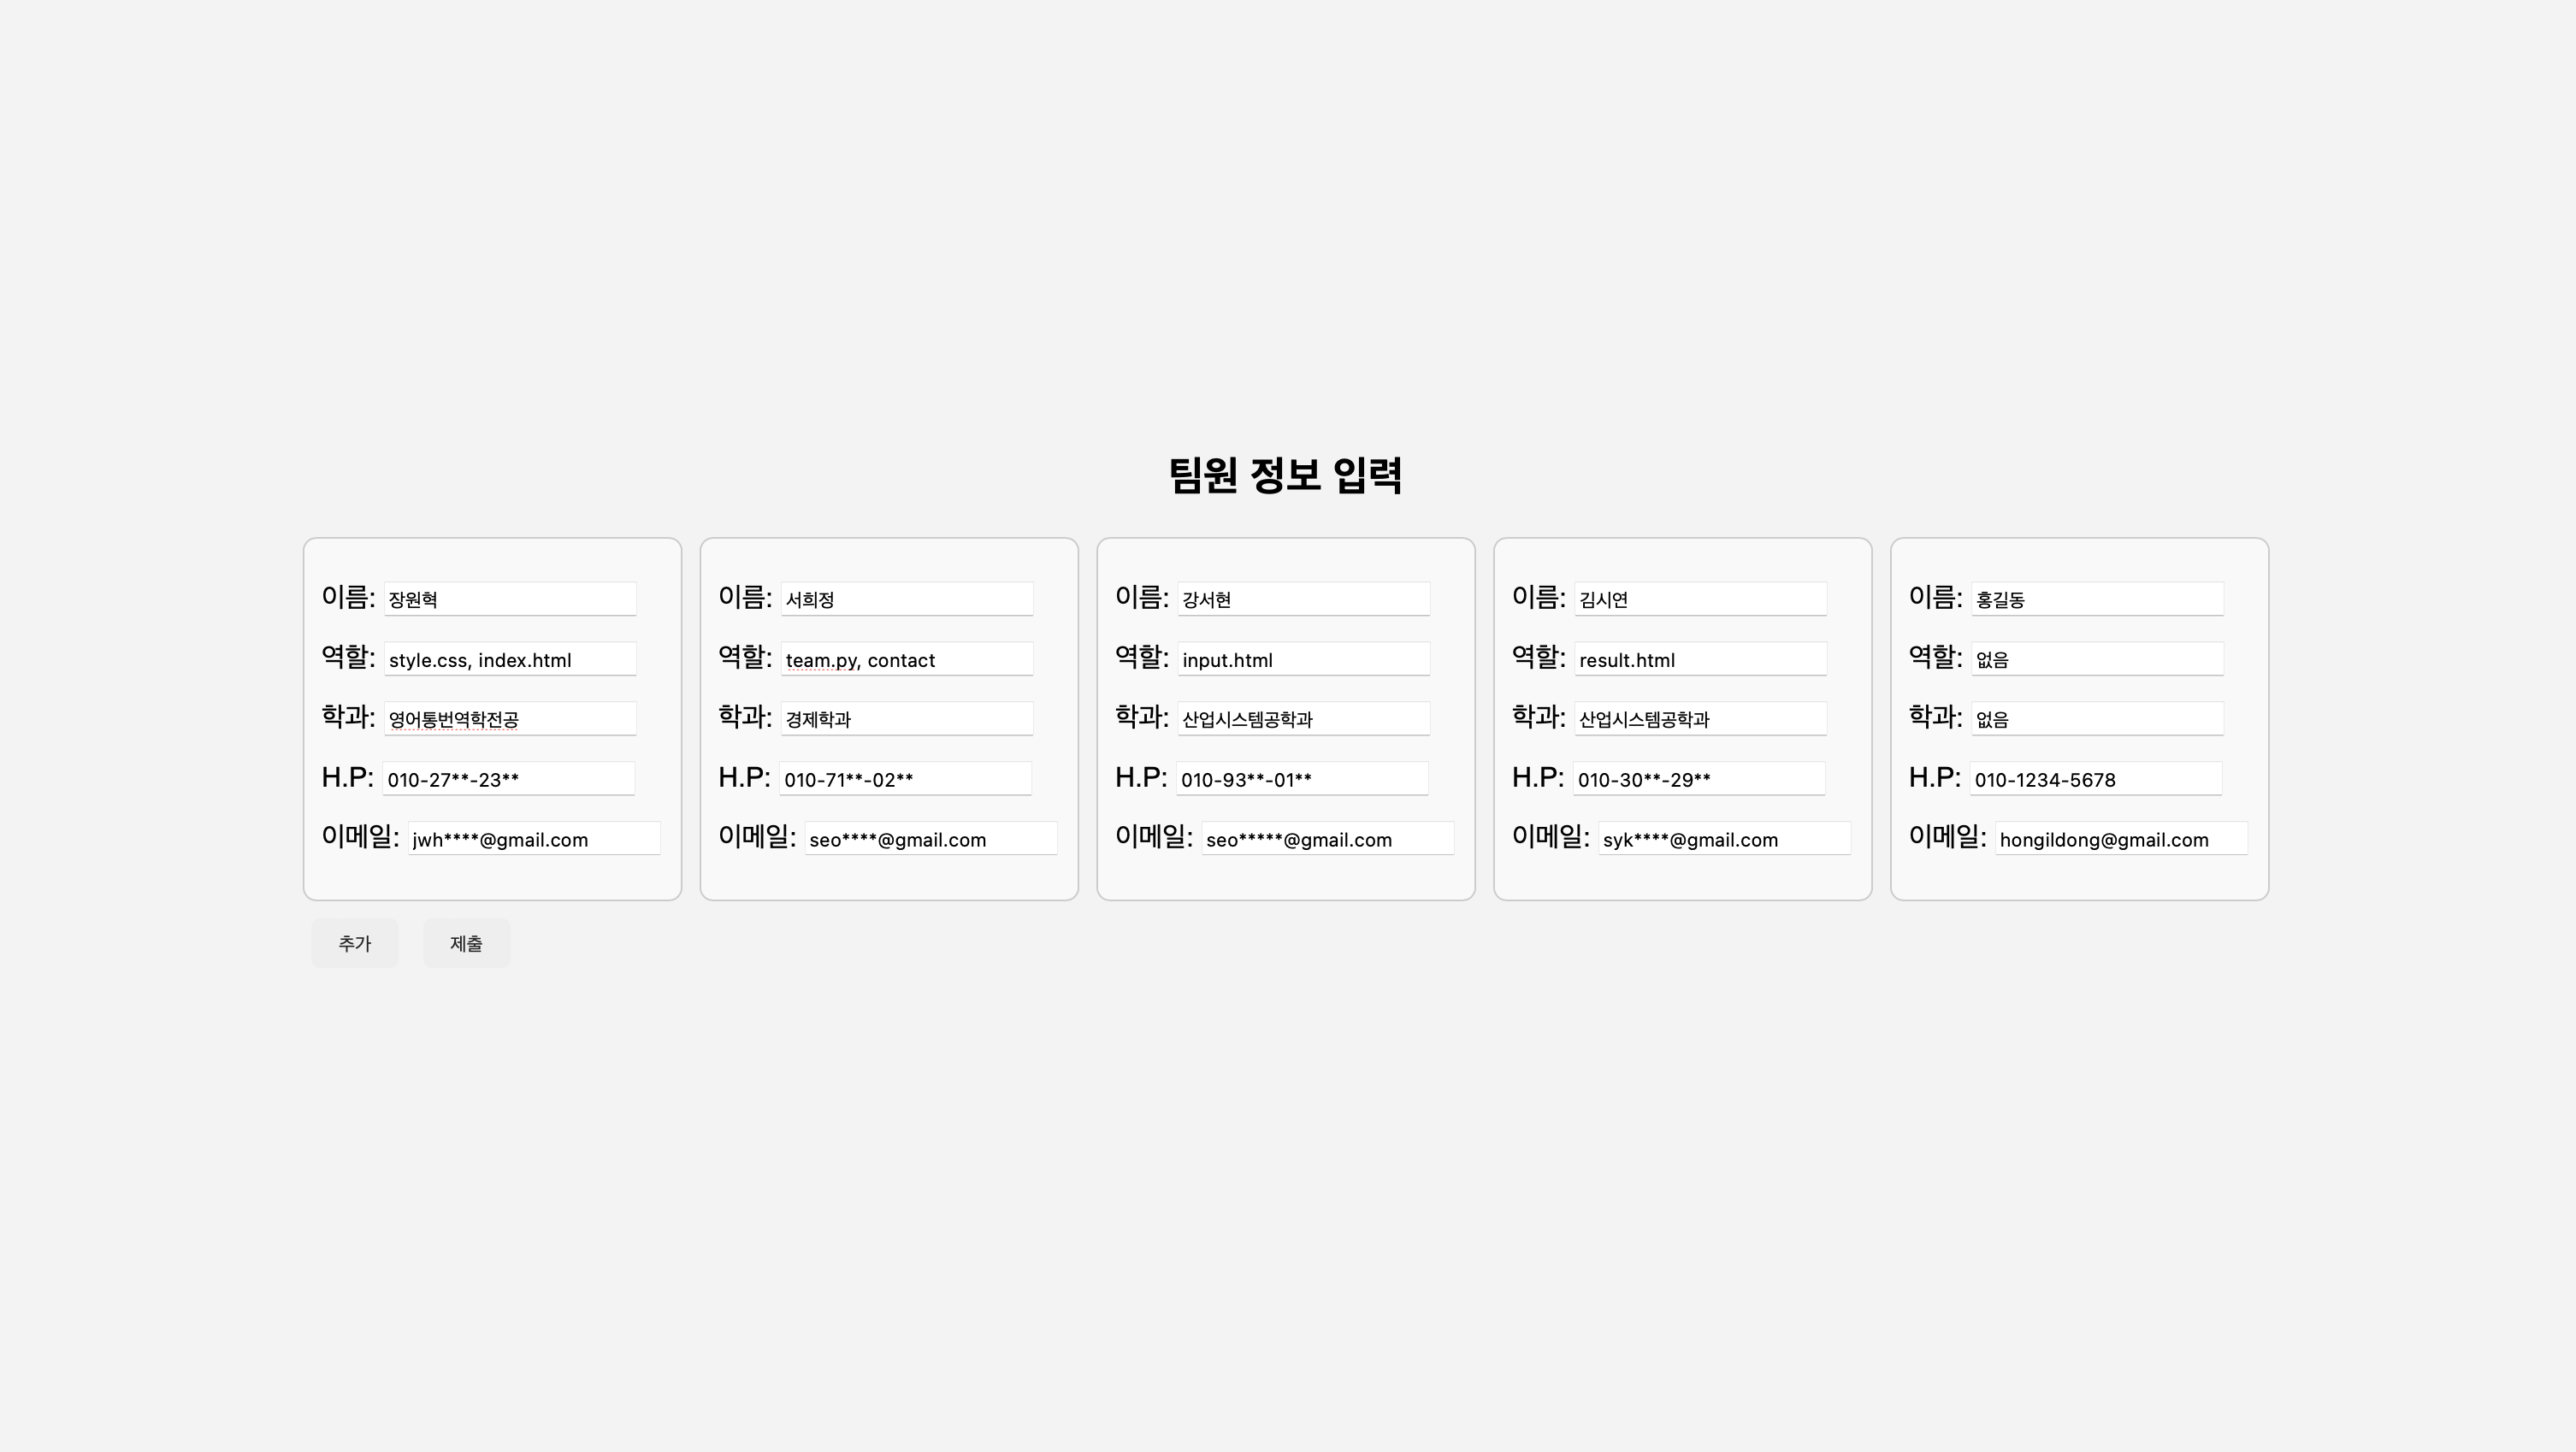 팀원 정보 입력
이름: 장원혁
역할: style.css, index.html
학과: 영어통번역학전공
H.P: 010-27**-23**
이메일: jwh****@gmail.com
이름: 서희정
역할: team.py, contact
학과: 경제학과
H.P: 010-71**-02**
이메일: seo****@gmail.com
이름: 강서현
역할: input.html
학과: 산업시스템공학과
H.P: 010-93**-01**
이메일: seo*****@gmail.com
이름: 김시연
역할: result.html
학과: 산업시스템공학과
H.P: 010-30**-29**
이메일: syk****@gmail.com
이름: 홍길동
역할: 없음
학과: 없음
H.P: 010-1234-5678
이메일: hongildong@gmail.com
추가 제출